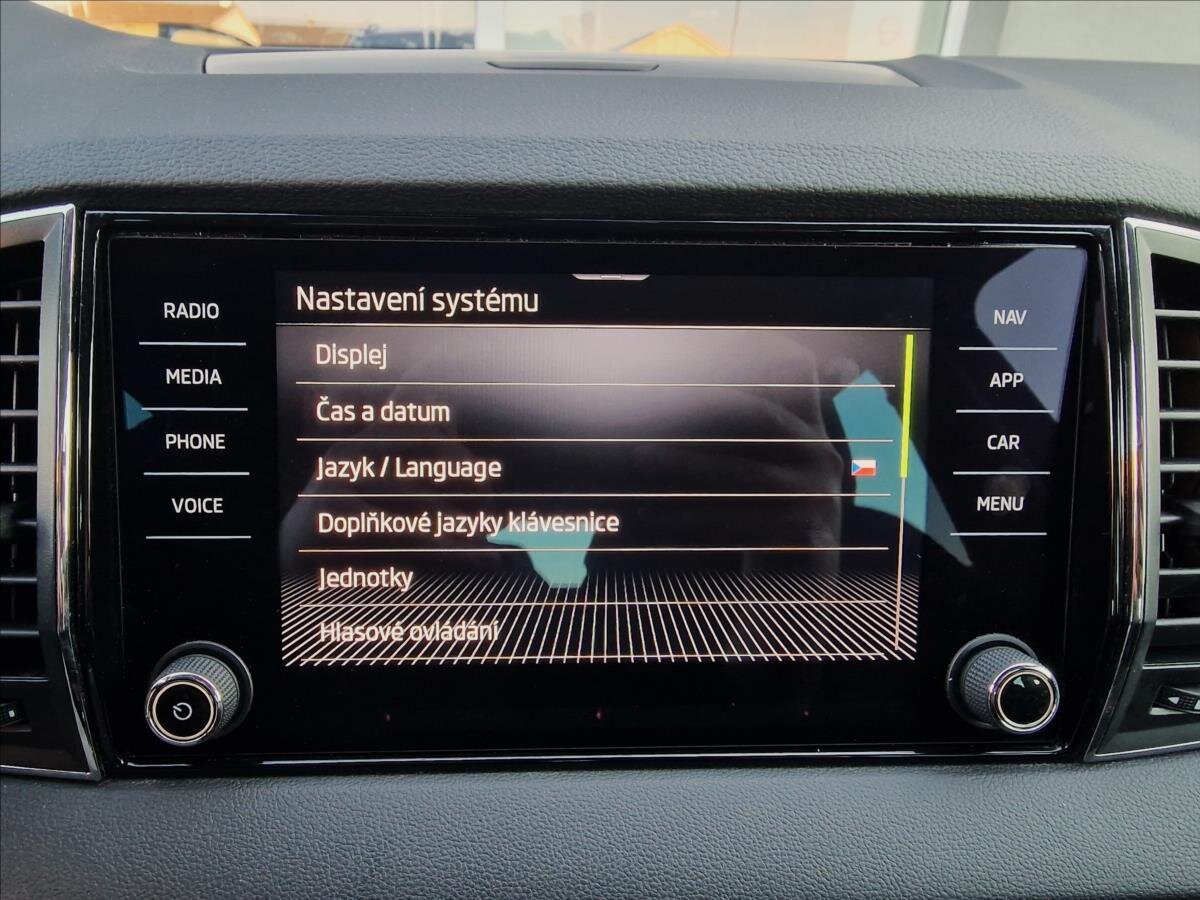 Nastavení systému
RADIO
MEDIA
PHONE
VOICE
Displej
Čas a datum
Jazyk / Language
Doplňkové jazyky klávesnice
Jednotky
Hlasové ovládání
NAV
APP
CAR
MENU